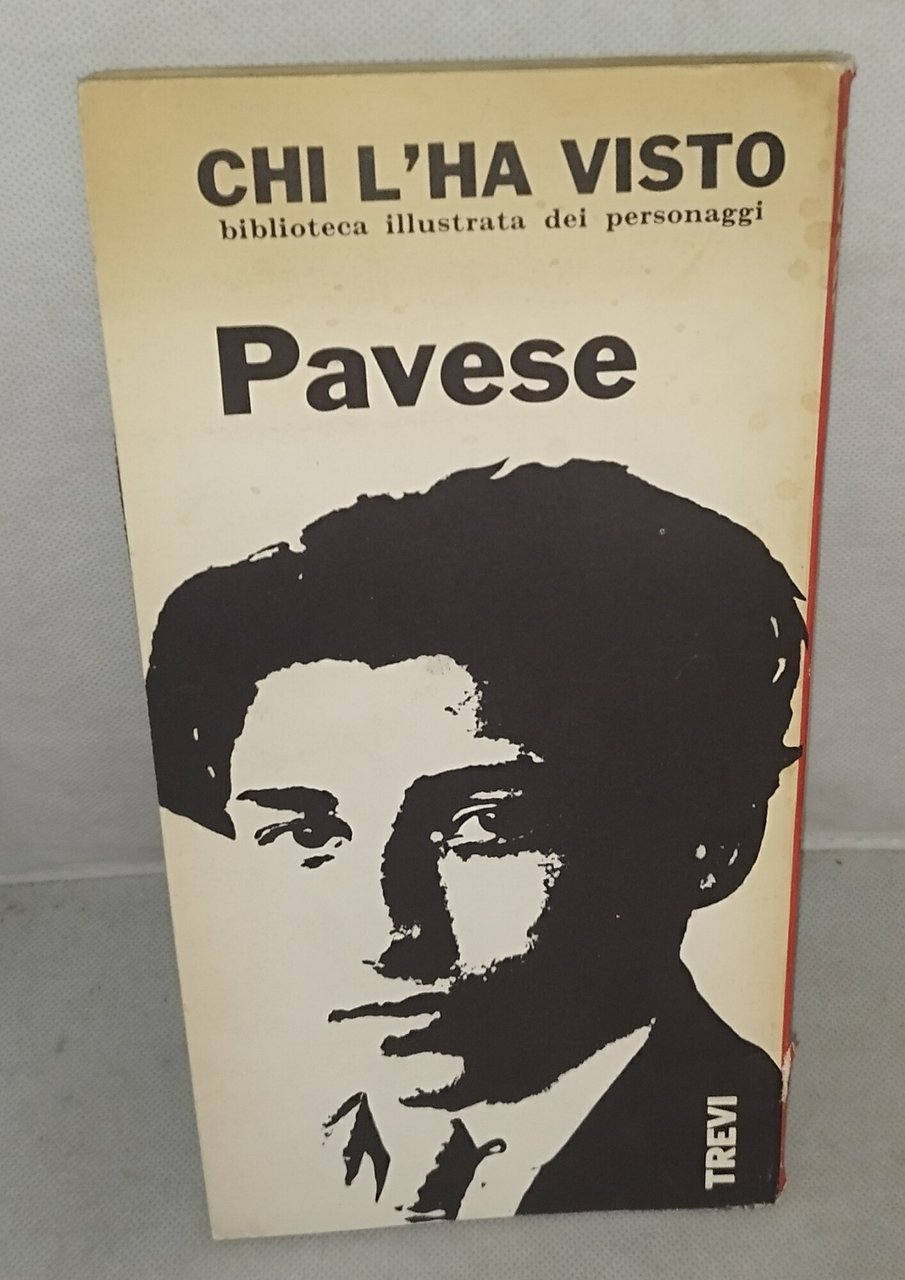 CHI L'HA VISTO
biblioteca illustrata dei personaggi
Pavese
TREVI